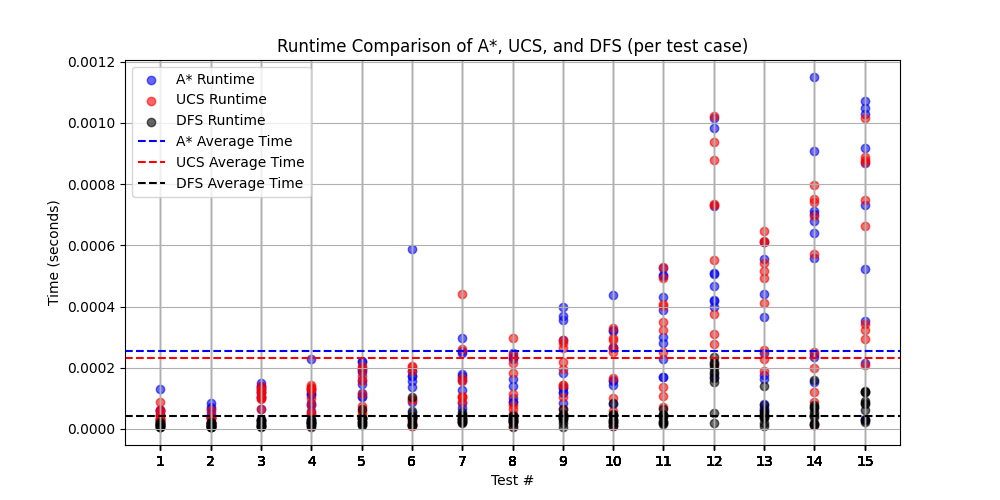 Runtime Comparison of A*, UCS, and DFS (per test case)
A* Runtime
UCS Runtime
DFS Runtime
A* Average Time
UCS Average Time
DFS Average Time
Time (seconds)
0.0012
0.0010
0.0008
0.0006
0.0004
0.0002
0.0000
1 2 3 4 5 6 7 8 9 10 11 12 13 14 15
Test #